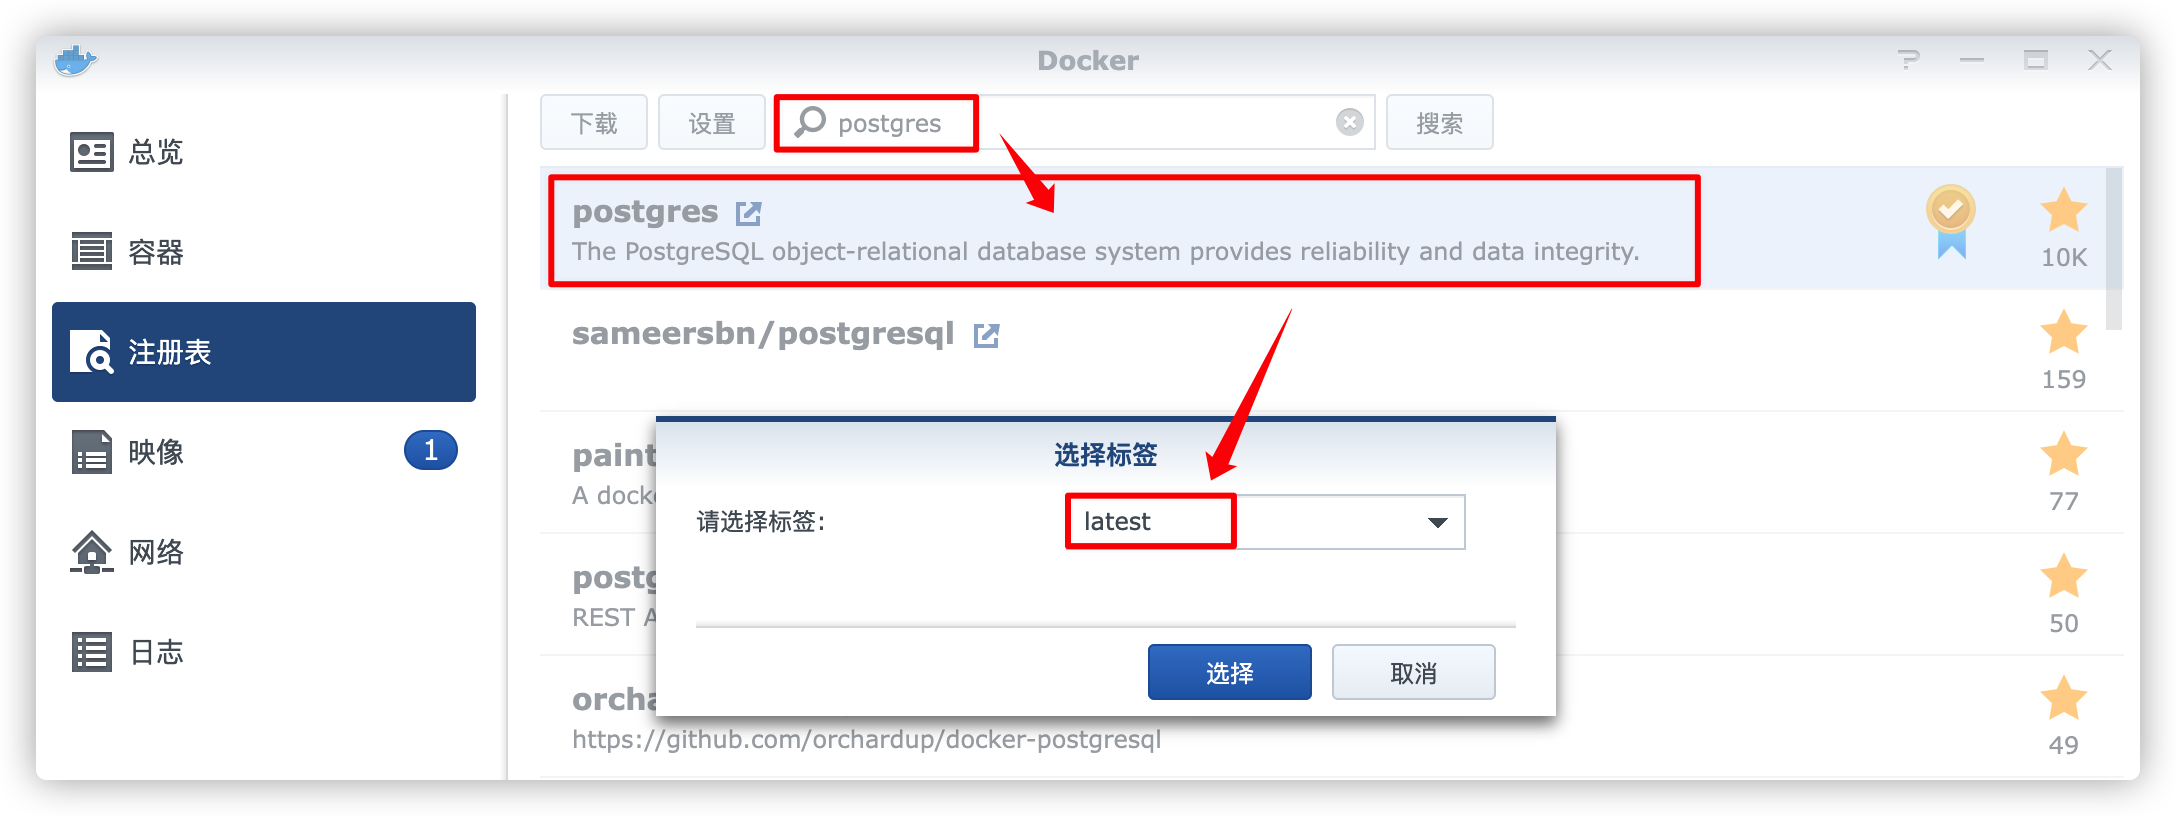 Docker
总览
容器
注册表
映像
1
网络
日志
下载
设置
postgres
搜索
postgres
The PostgreSQL object-relational database system provides reliability and data integrity.
10K
sameersbn/postgresql
159
paint
A docke
77
postg
REST A
50
orcha
https://github.com/orchardup/docker-postgresql
49
选择标签
请选择标签:
latest
选择
取消